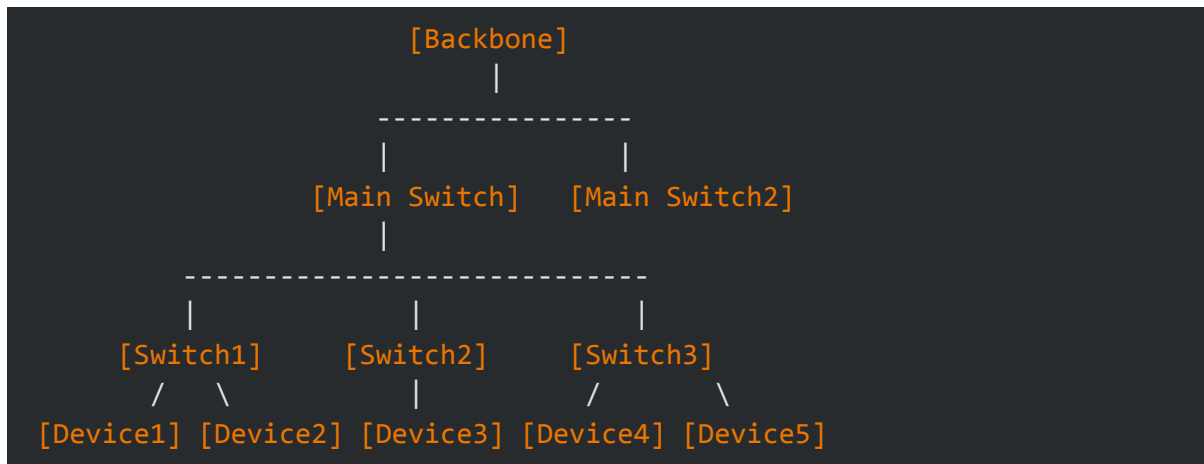 [Backbone]
|
----------------
| |
[Main Switch] [Main Switch2]
|
-----------------------------
| | |
[Switch1] [Switch2] [Switch3]
/ \ | / \
[Device1] [Device2] [Device3] [Device4] [Device5]